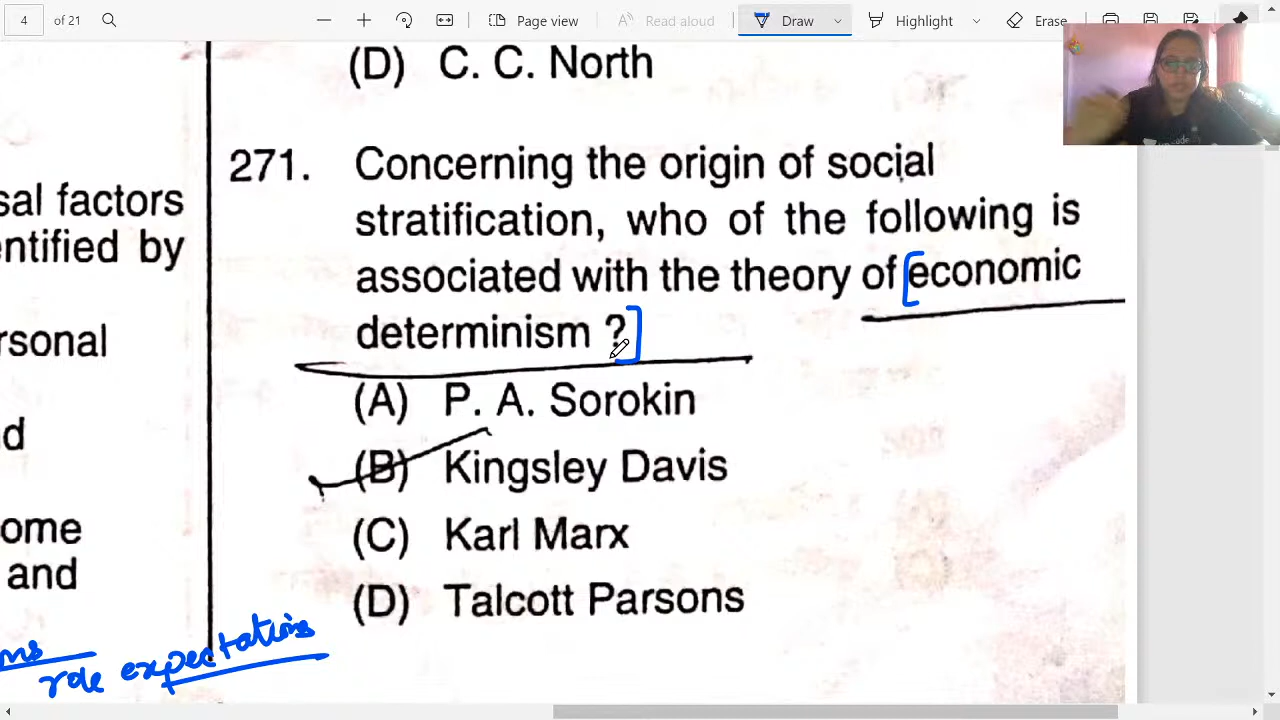 4 of 21
Page view
Read aloud
Draw
Highlight
Erase
(D) C. C. North
271. Concerning the origin of social
stratification, who of the following is
associated with the theory of economic
determinism ?
(A) P. A. Sorokin
(B) Kingsley Davis
(C) Karl Marx
(D) Talcott Parsons
sal factors
entified by
rsonal
d
ome
and
ns
role expectations